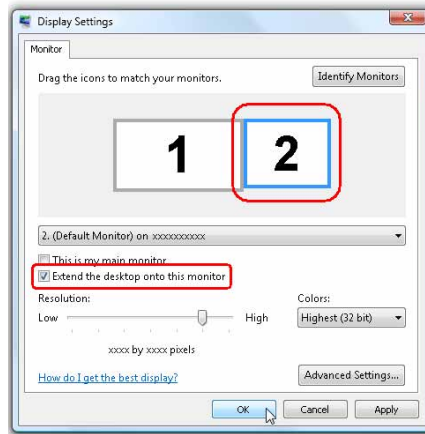 Display Settings
Monitor
Drag the icons to match your monitors.
Identify Monitors
1
2
2. (Default Monitor) on xxxxxxxxxx
This is my main monitor
Extend the desktop onto this monitor
Resolution:
Colors:
Low
High
Highest (32 bit)
xxxx by xxxx pixels
How do I get the best display?
Advanced Settings...
OK
Cancel
Apply